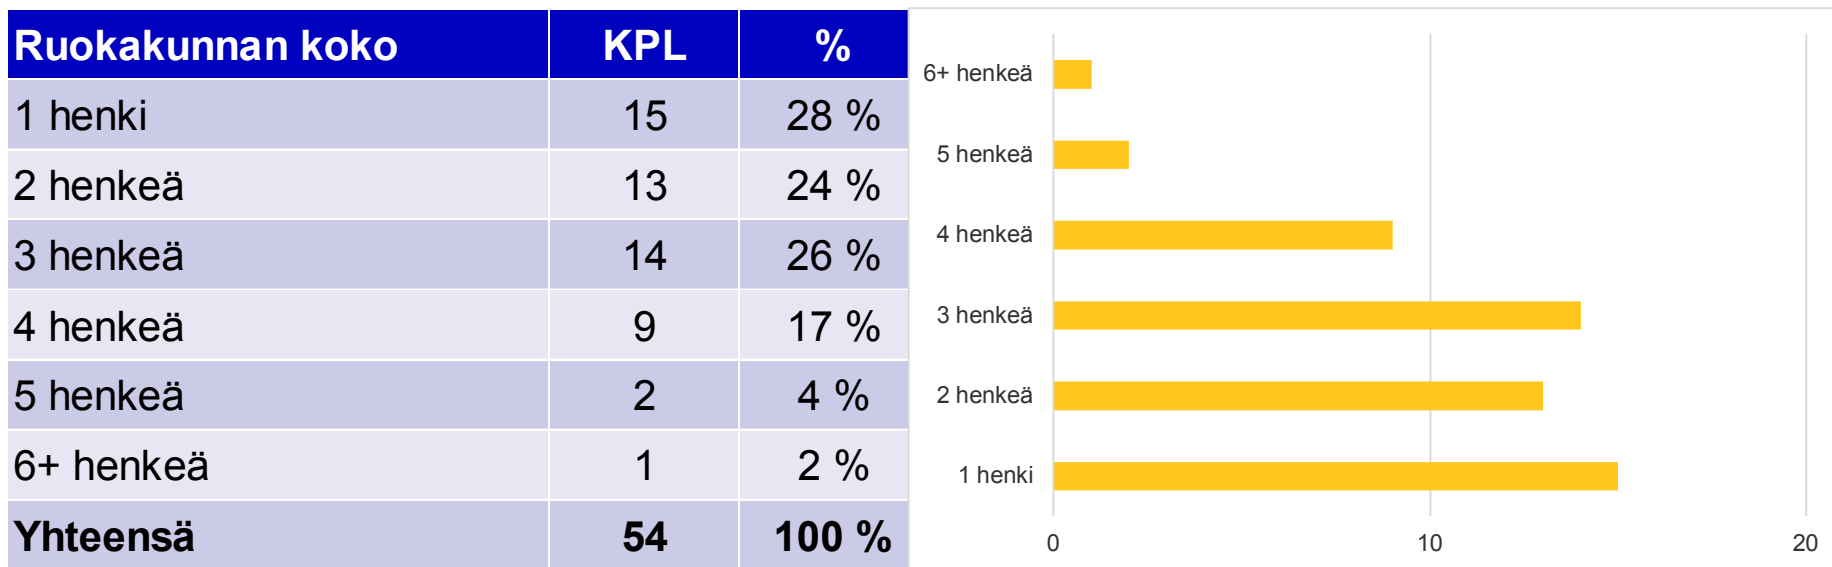 Ruokakunnan koko KPL %
1 henki 15 28 %
2 henkeä 13 24 %
3 henkeä 14 26 %
4 henkeä 9 17 %
5 henkeä 2 4 %
6+ henkeä 1 2 %
Yhteensä 54 100 %
6+ henkeä
5 henkeä
4 henkeä
3 henkeä
2 henkeä
1 henki
0 10 20